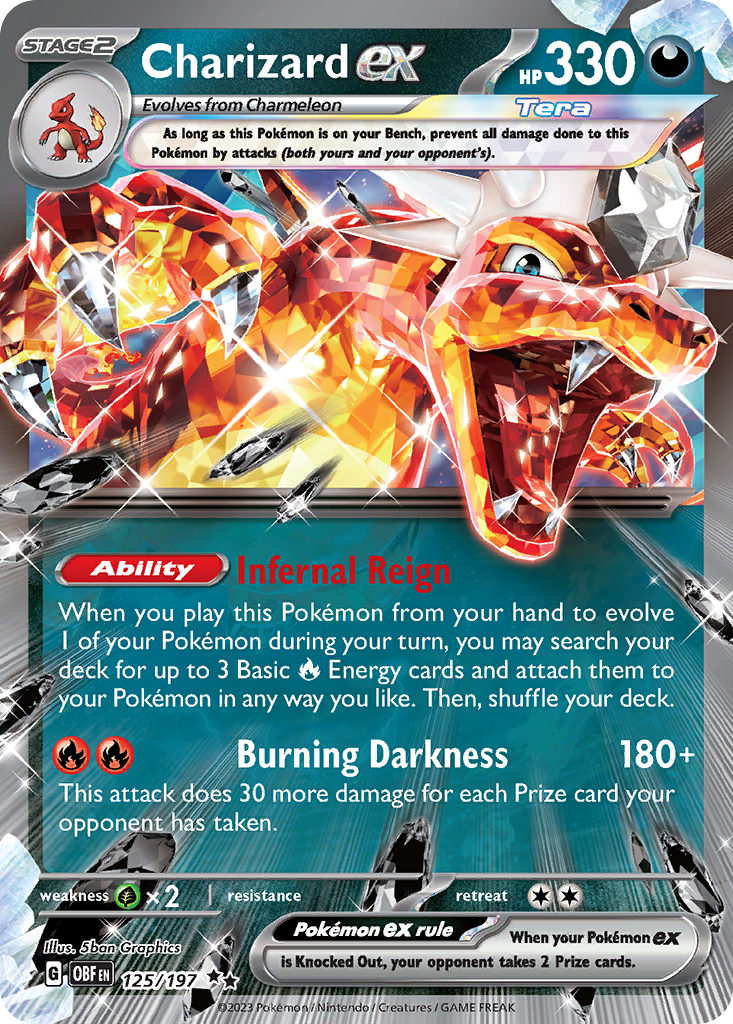 STAGE2
Charizard ex HP 330
Evolves from Charmeleon
Tera
As long as this Pokémon is on your Bench, prevent all damage done to this
Pokémon by attacks (both yours and your opponent's).
Ability Infernal Reign
When you play this Pokémon from your hand to evolve
1 of your Pokémon during your turn, you may search your
deck for up to 3 Basic Energy cards and attach them to
your Pokémon in any way you like. Then, shuffle your deck.
Burning Darkness 180+
This attack does 30 more damage for each Prize card your
opponent has taken.
weakness ×2 resistance retreat
Illus. 5ban Graphics
Pokémon ex rule When your Pokémon ex
is Knocked Out, your opponent takes 2 Prize cards.
G OBF EN 125/197
©2023 Pokémon / Nintendo / Creatures / GAME FREAK